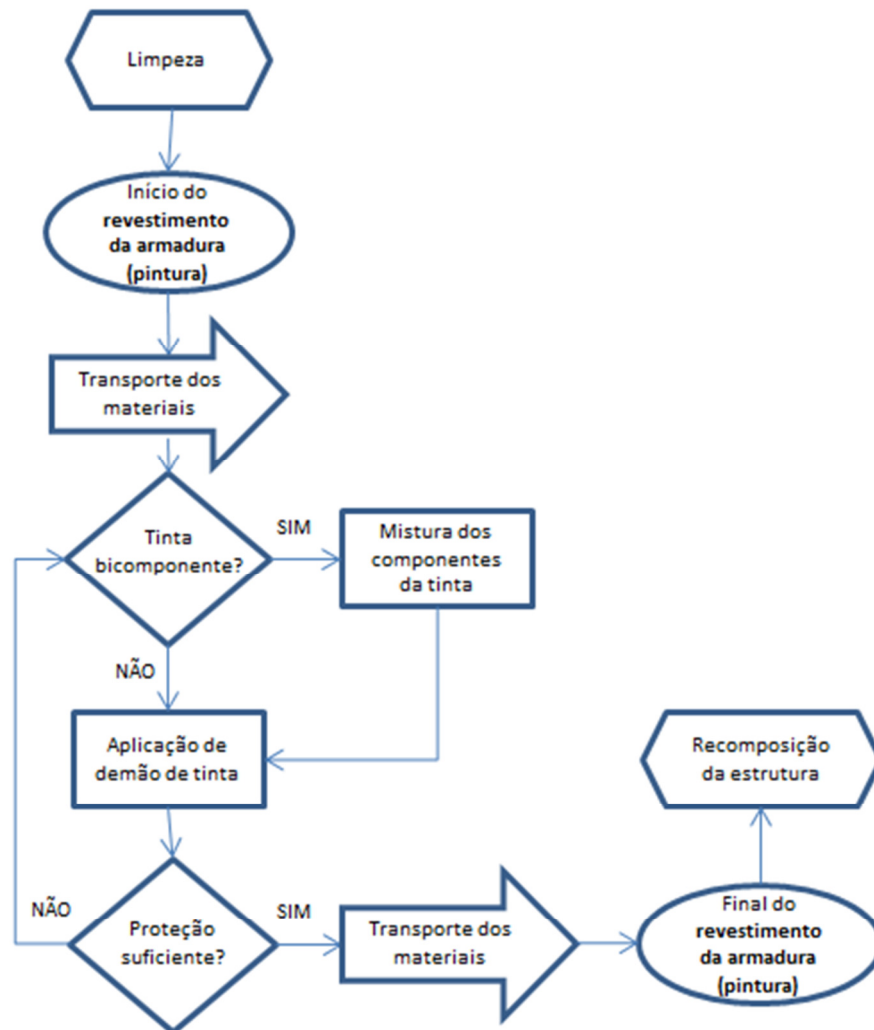 Limpeza
Início do
revestimento
da armadura
(pintura)
Transporte dos
materiais
Tinta
bicomponente?
SIM
Mistura dos
componentes
da tinta
NÃO
Aplicação de
demão de tinta
Recomposição
da estrutura
NÃO
Proteção
suficiente?
SIM
Transporte dos
materiais
Final do
revestimento
da armadura
(pintura)